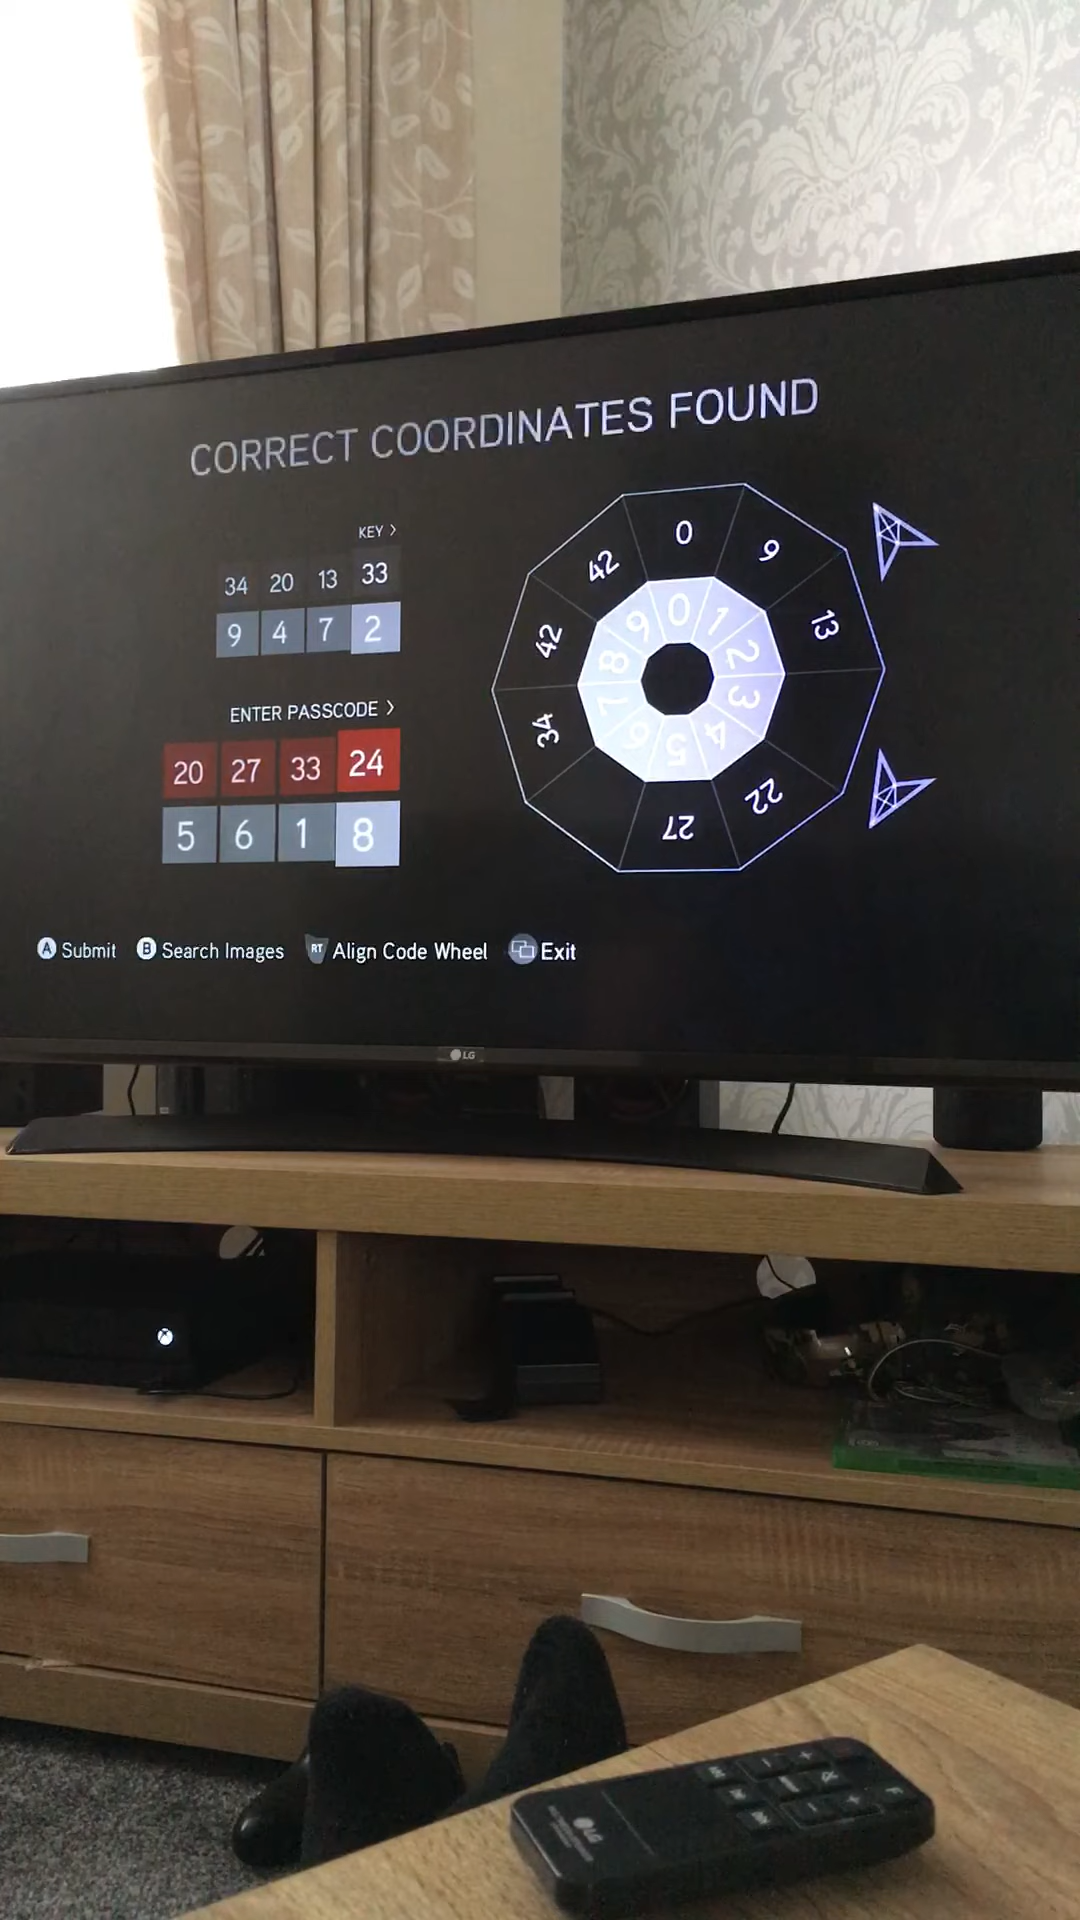 CORRECT COORDINATES FOUND
KEY >
34 20 13 33
9 4 7 2
ENTER PASSCODE >
20 27 33 24
5 6 1 8
0
9
13
22
27
34
42
42
0
1
2
3
4
5
6
7
8
9
A Submit B Search Images RT Align Code Wheel Exit
LG
LG